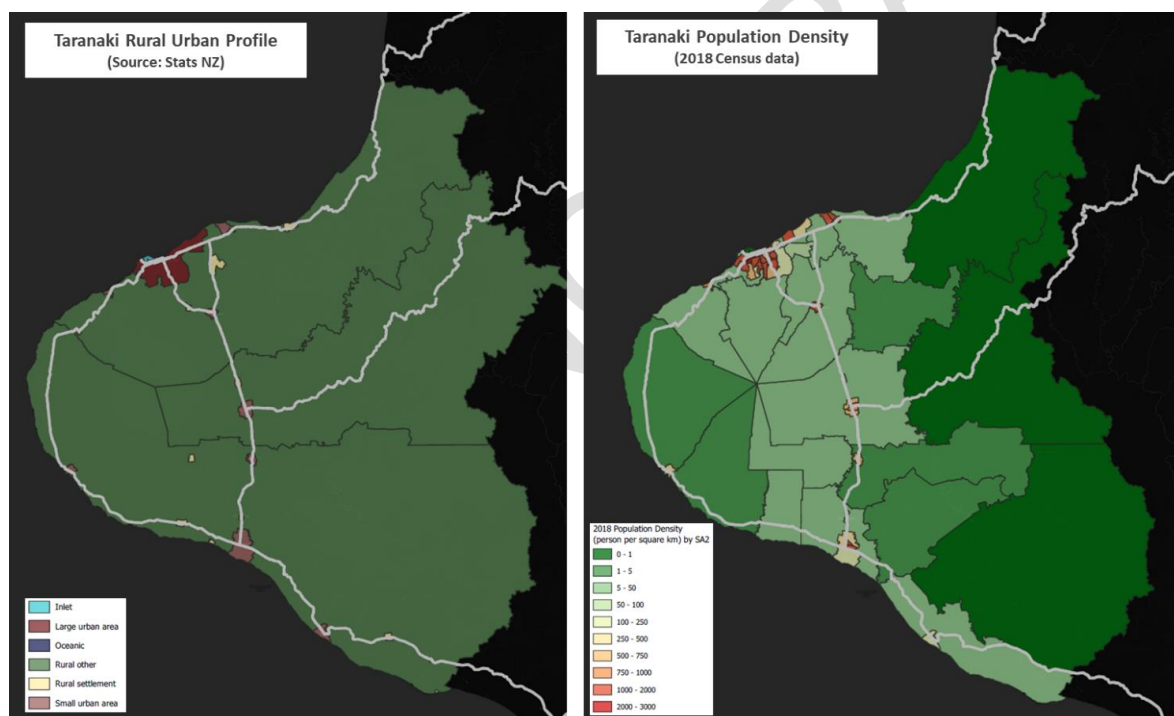 Taranaki Rural Urban Profile
(Source: Stats NZ)
Inlet
Large urban area
Oceanic
Rural other
Rural settlement
Small urban area
Taranaki Population Density
(2018 Census data)
2018 Population Density
(person per square km) by SA2
0 - 1
1 - 5
5 - 50
50 - 100
100 - 250
250 - 500
500 - 750
750 - 1000
1000 - 2000
2000 - 3000